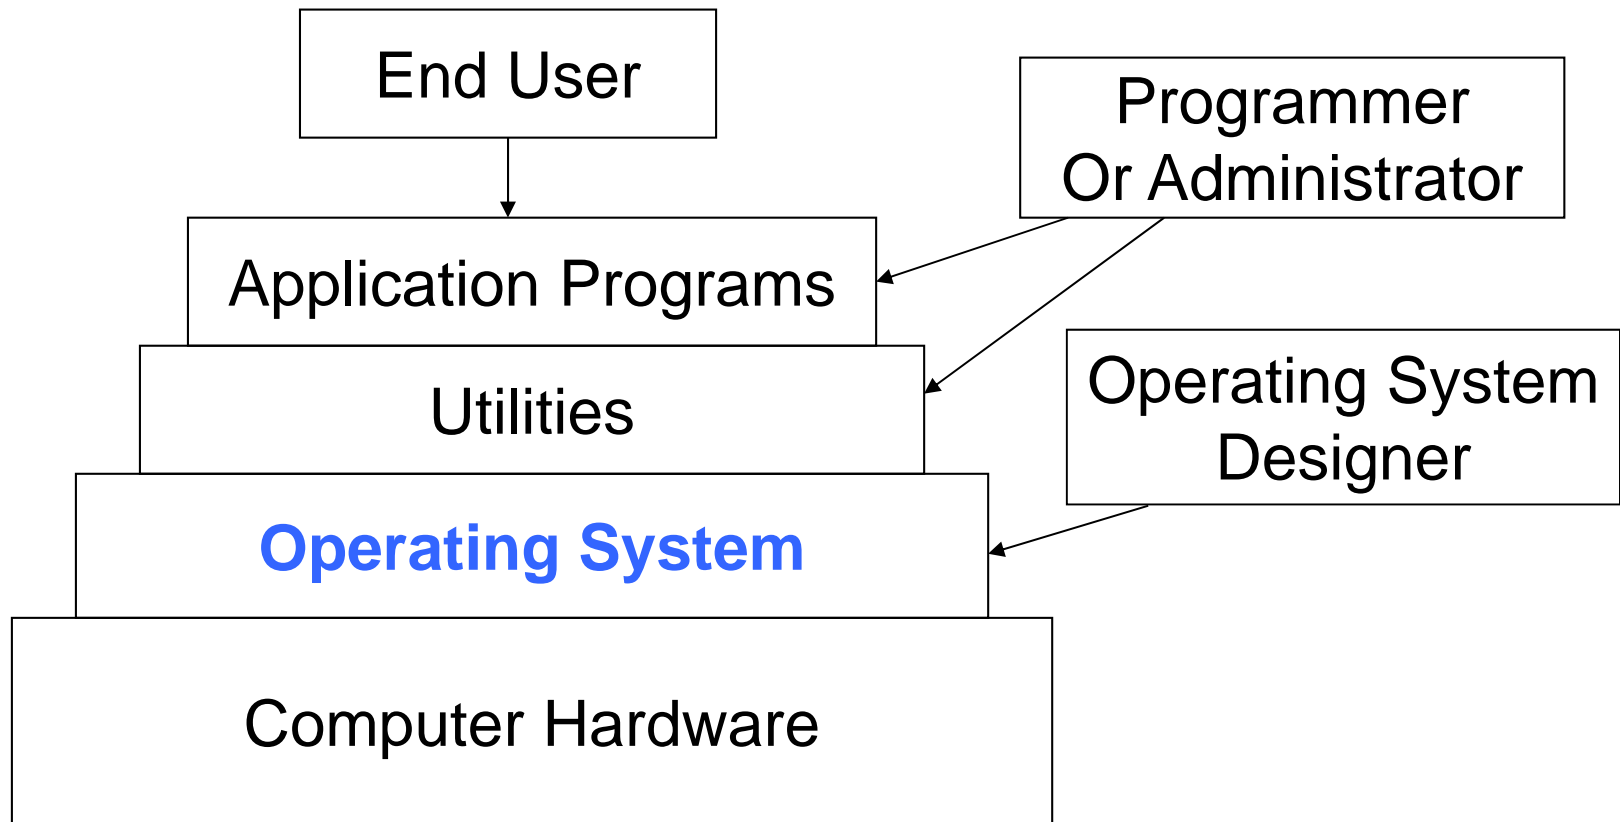 End User
Programmer
Or Administrator
Application Programs
Utilities
Operating System
Designer
Operating System
Computer Hardware